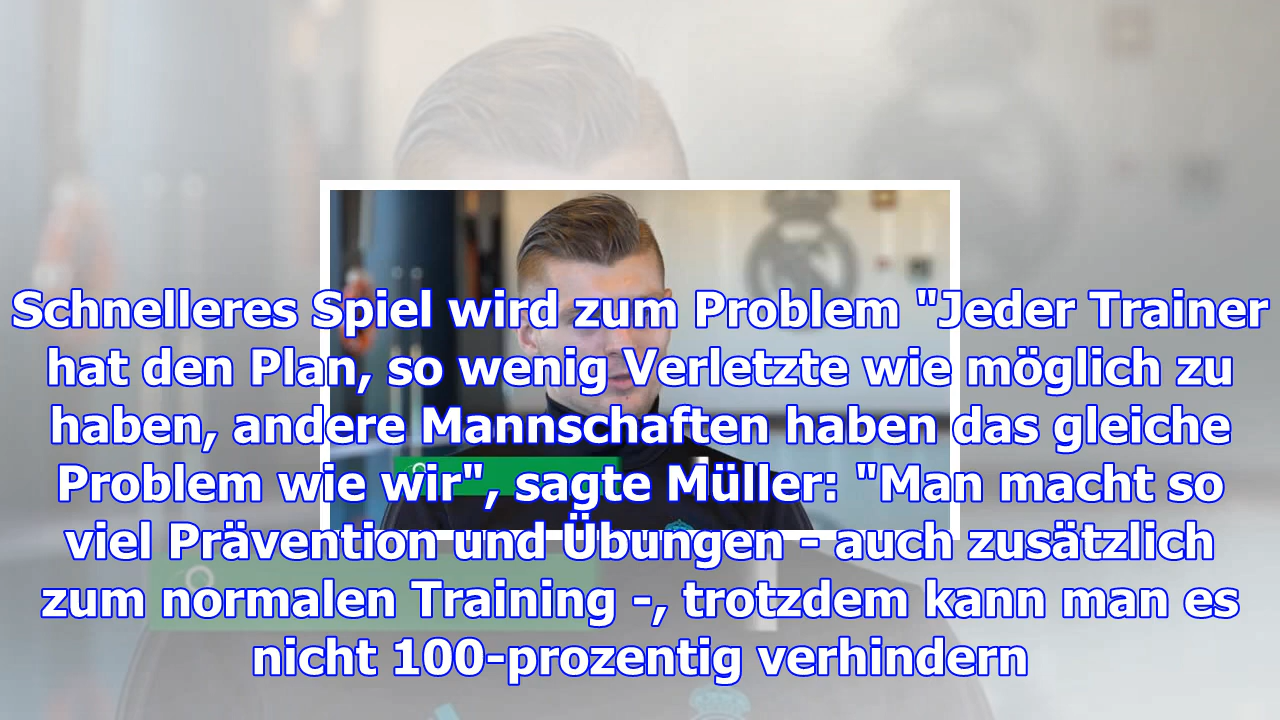 Schnelleres Spiel wird zum Problem "Jeder Trainer
hat den Plan, so wenig Verletzte wie möglich zu
haben, andere Mannschaften haben das gleiche
Problem wie wir", sagte Müller: "Man macht so
viel Prävention und Übungen - auch zusätzlich
zum normalen Training -, trotzdem kann man es
nicht 100-prozentig verhindern